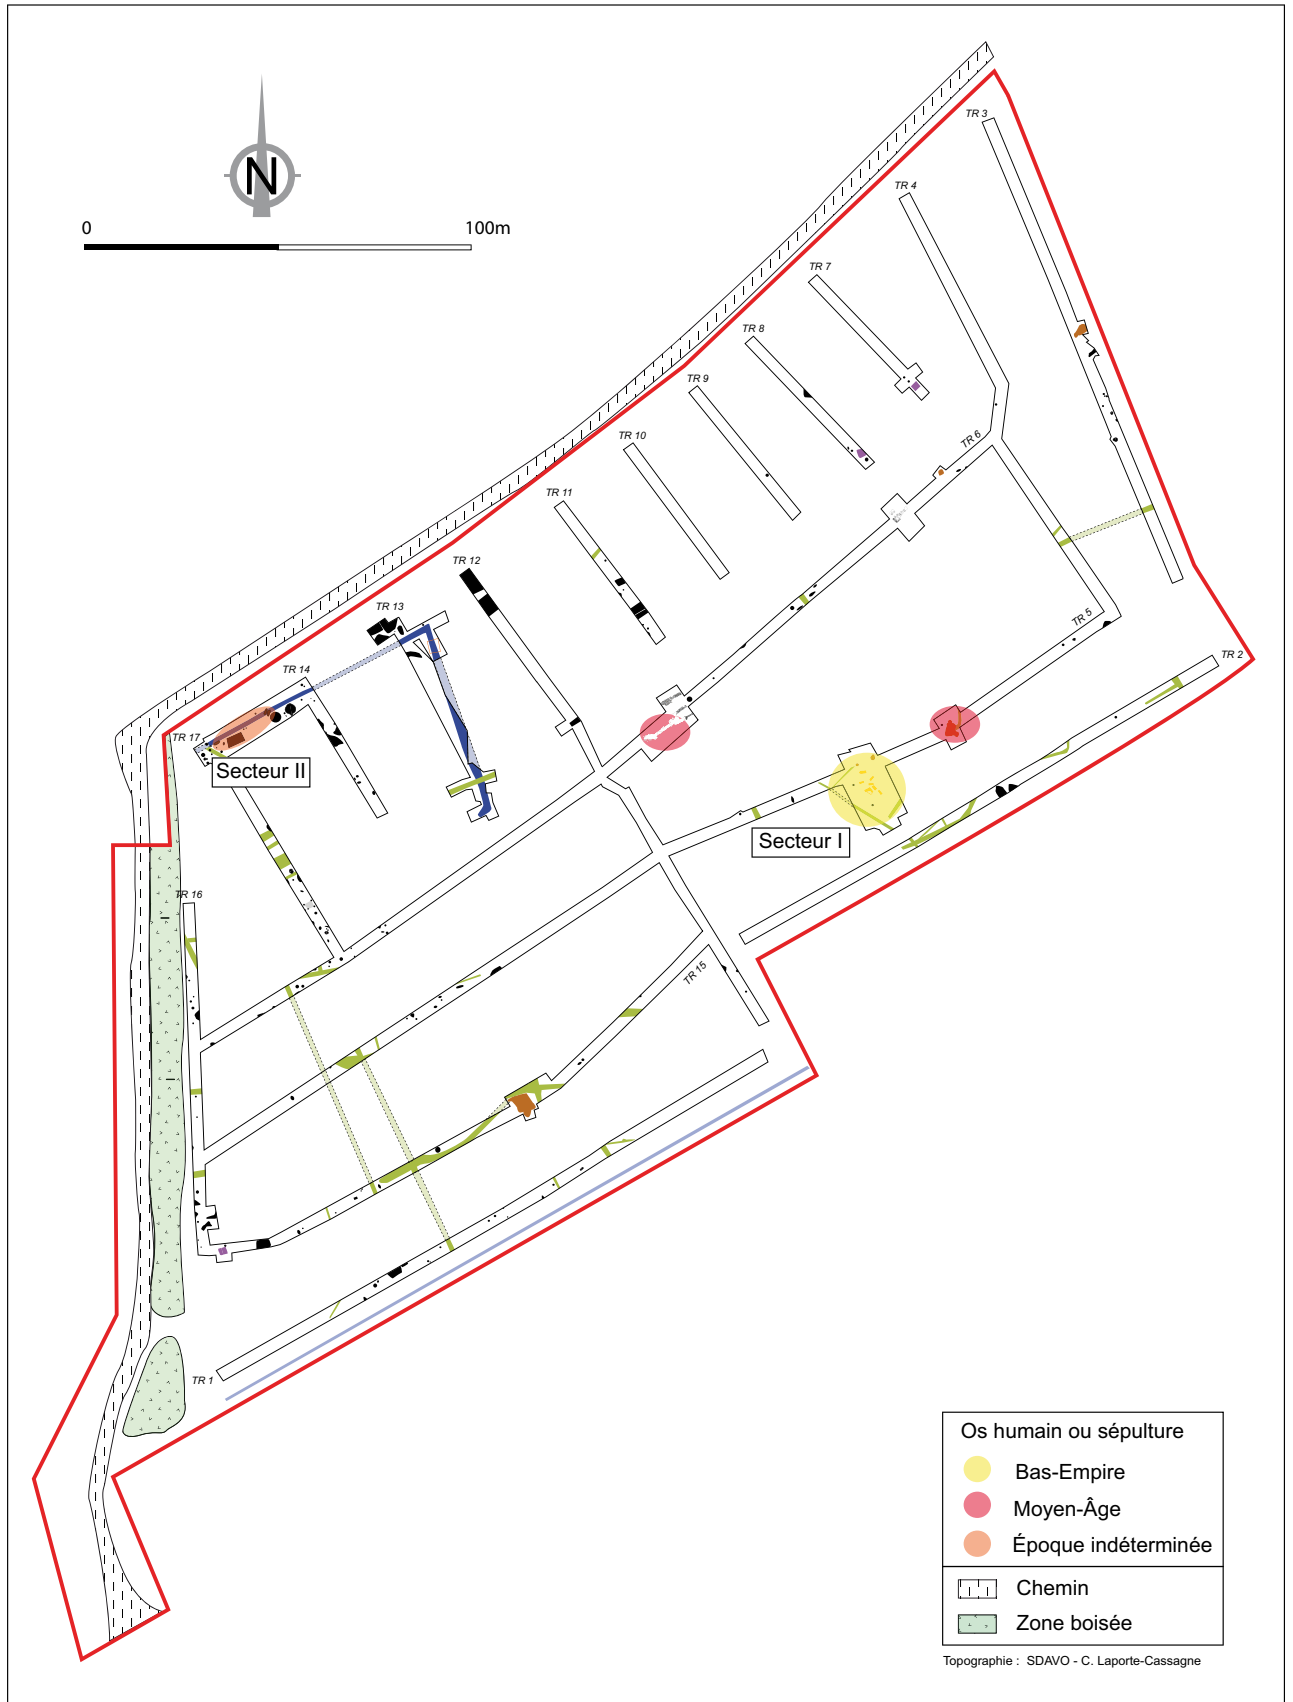 N
0 100m
TR 3
TR 4
TR 7
TR 8
TR 9
TR 6
TR 10
TR 11
TR 12
TR 13
TR 5
TR 2
TR 14
TR 17
Secteur II
Secteur I
TR 16
TR 15
TR 1
Os humain ou sépulture
Bas-Empire
Moyen-Âge
Époque indéterminée
Chemin
Zone boisée
Topographie : SDAVO - C. Laporte-Cassagne